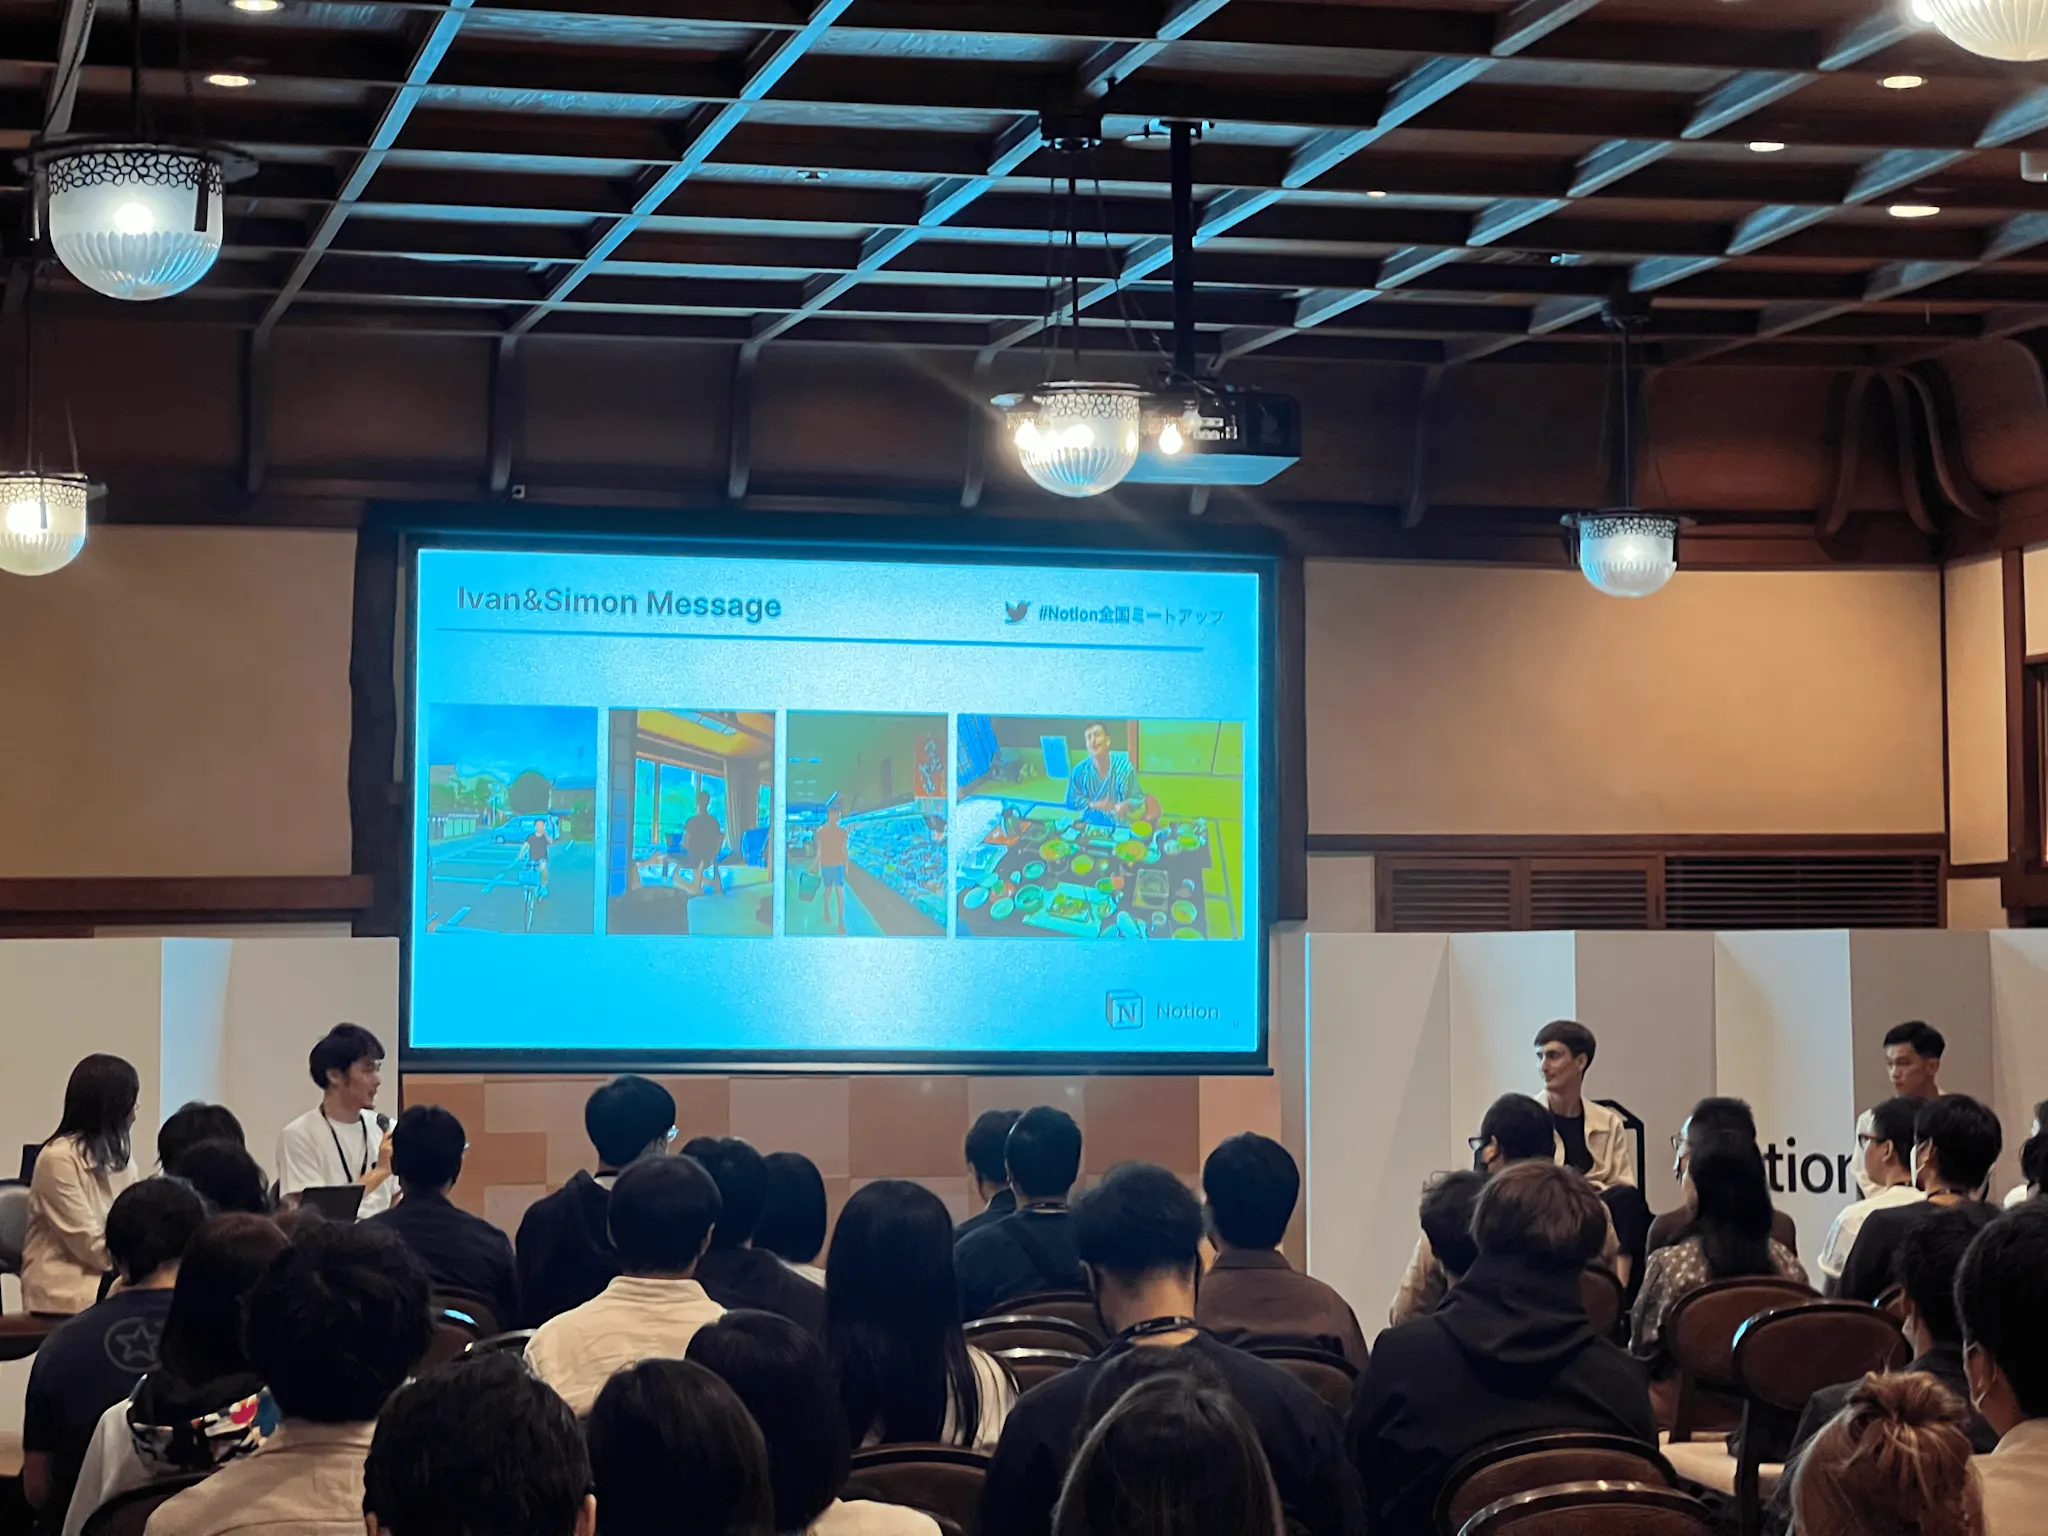 Ivan&Simon Message
#Notion全国ミートアップ
N Notion
tion